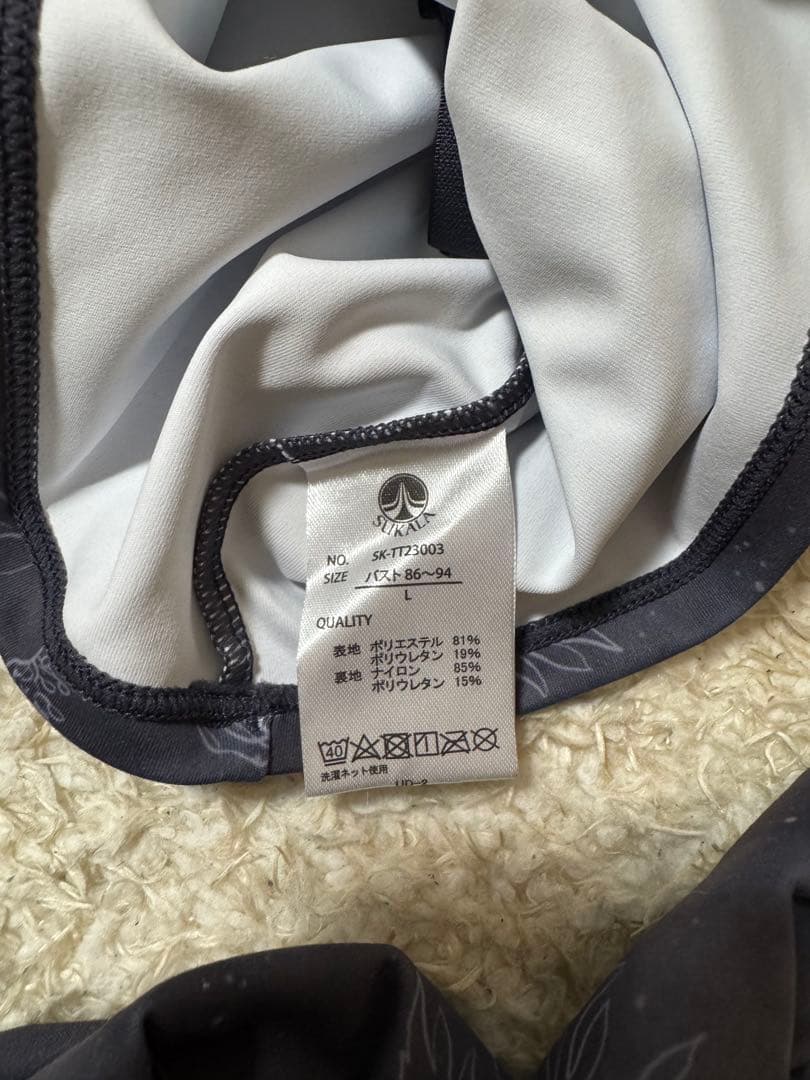 SUKALA
NO. SK-TT23003
SIZE バスト 86～94
L
QUALITY
表地 ポリエステル 81%
ポリウレタン 19%
裏地 ナイロン 85%
ポリウレタン 15%
40
洗濯ネット使用